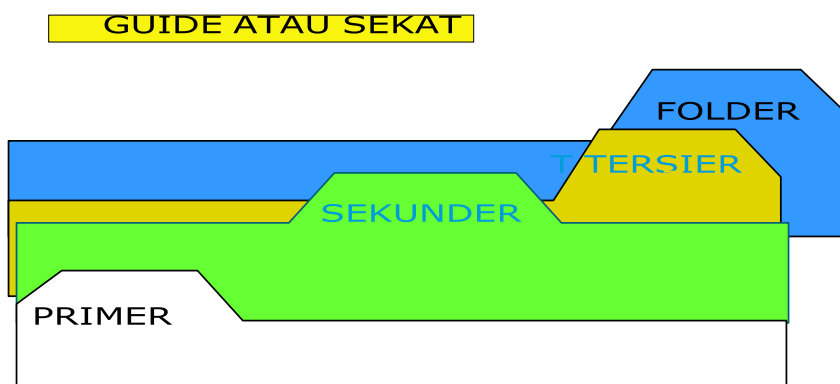 GUIDE ATAU SEKAT
FOLDER
T TERSIER
SEKUNDER
PRIMER